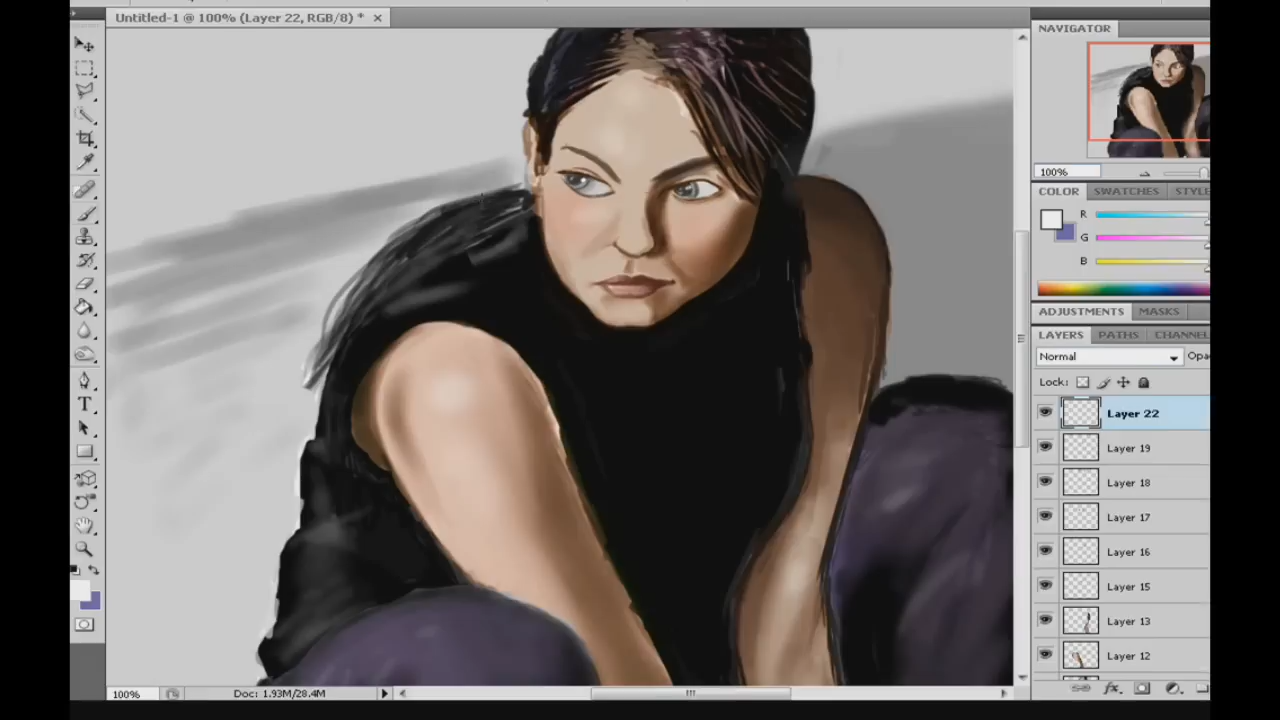 Untitled-1 @ 100% (Layer 22, RGB/8) * ×
NAVIGATOR
100%
COLOR SWATCHES STYLE
R
G
B
ADJUSTMENTS MASKS
LAYERS PATHS CHANNEL
Normal Opa
Lock:
Layer 22
Layer 19
Layer 18
Layer 17
Layer 16
Layer 15
Layer 13
Layer 12
T
fx.
100% Doc: 1.93M/28.4M